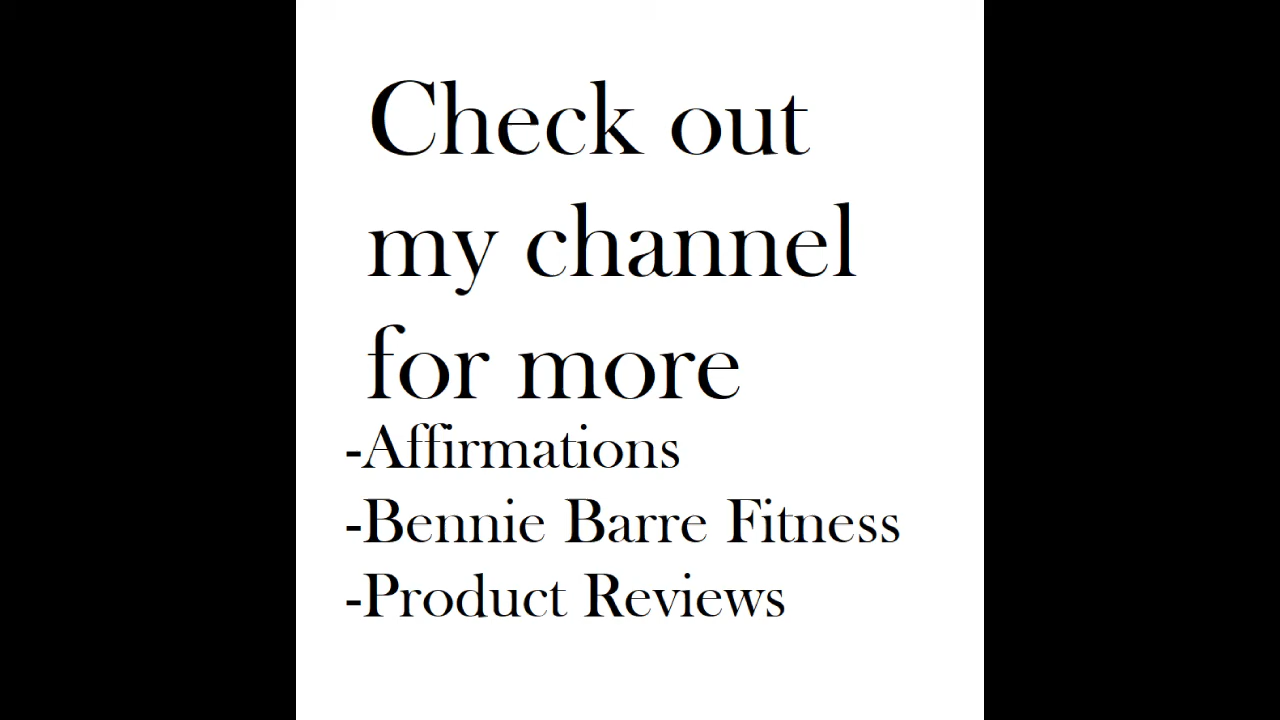 Check out
my channel
for more
-Affirmations
-Bennie Barre Fitness
-Product Reviews